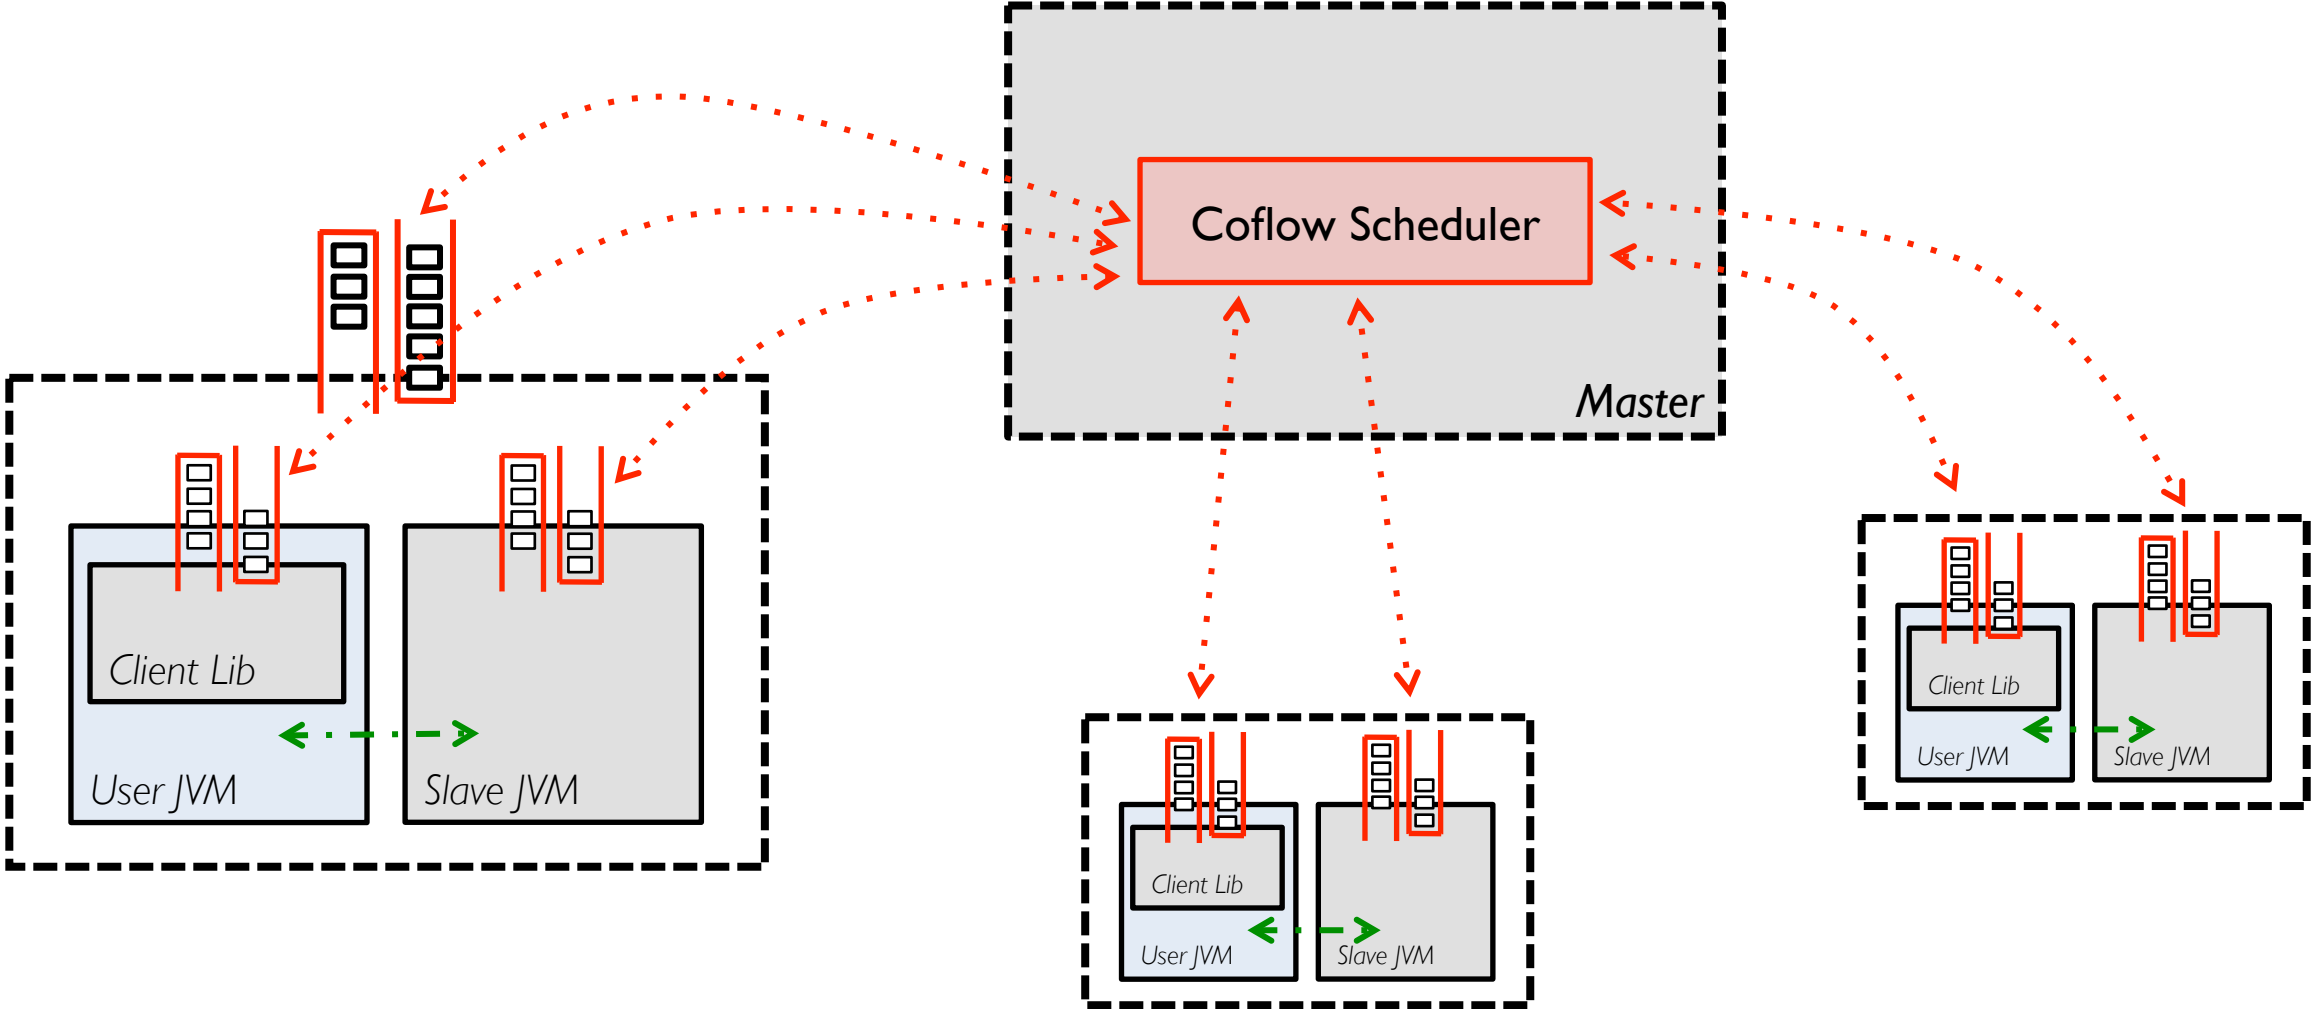 Coflow Scheduler
Master
Client Lib
User JVM
Slave JVM
Client Lib
User JVM
Slave JVM
Client Lib
User JVM
Slave JVM